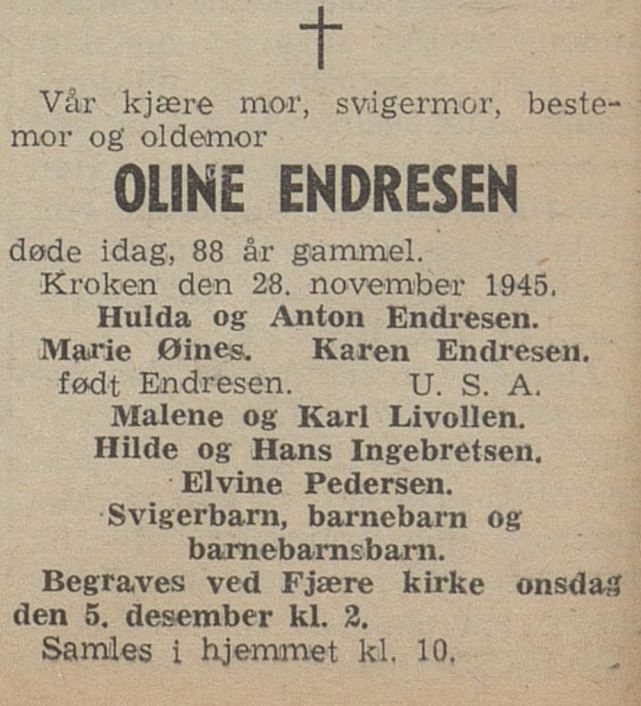 Vår kjære mor, svigermor, beste-
mor og oldemor
OLINE ENDRESEN
døde idag, 88 år gammel.
Kroken den 28. november 1945.
Hulda og Anton Endresen.
Marie Øines. Karen Endresen.
født Endresen. U. S. A.
Malene og Karl Livollen.
Hilde og Hans Ingebretsen.
Elvine Pedersen.
Svigerbarn, barnebarn og
barnebarnsbarn.
Begraves ved Fjære kirke onsdag
den 5. desember kl. 2.
Samles i hjemmet kl. 10.